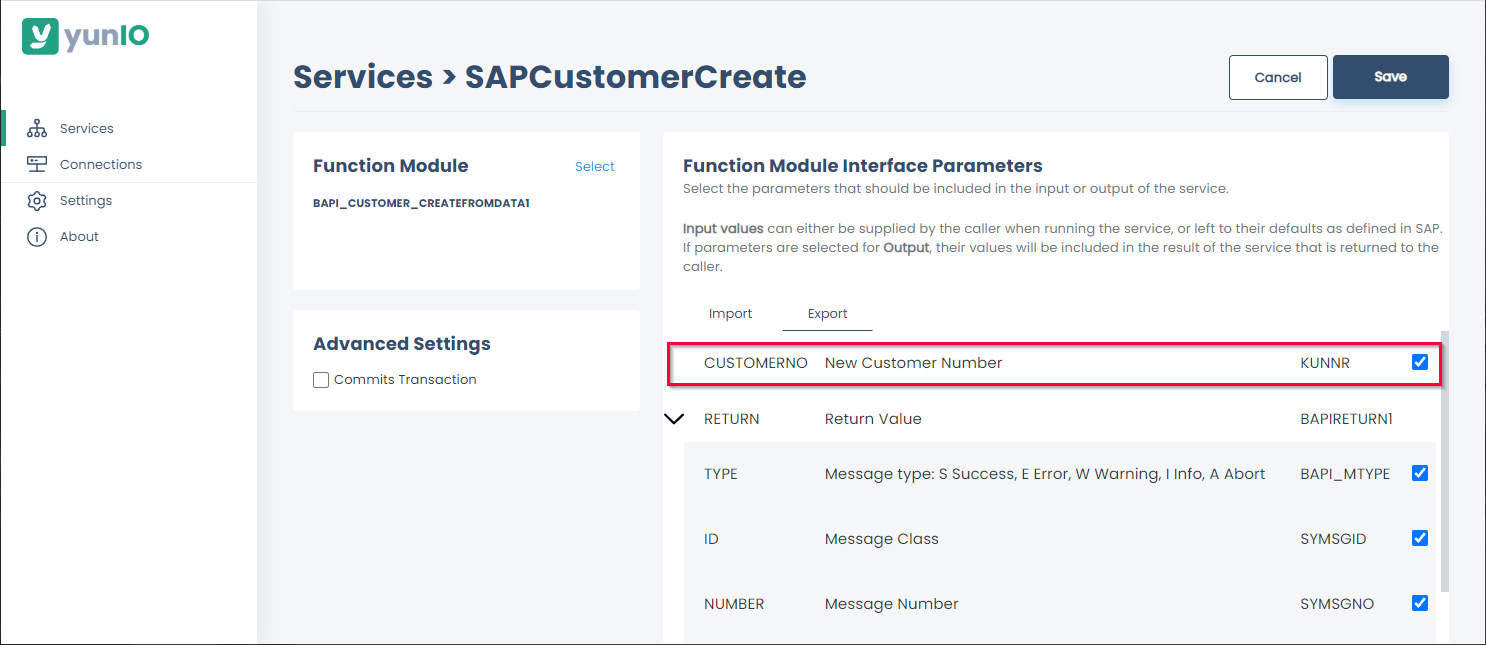 yunIO
Services
Connections
Settings
About
Services > SAPCustomerCreate
Cancel
Save
Function Module
Select
BAPI_CUSTOMER_CREATEFROMDATA1
Advanced Settings
Commits Transaction
Function Module Interface Parameters
Select the parameters that should be included in the input or output of the service.
Input values can either be supplied by the caller when running the service, or left to their defaults as defined in SAP.
If parameters are selected for Output, their values will be included in the result of the service that is returned to the
caller.
Import Export
CUSTOMERNO New Customer Number KUNNR
RETURN Return Value BAPIRETURN1
TYPE Message type: S Success, E Error, W Warning, I Info, A Abort BAPI_MTYPE
ID Message Class SYMSGID
NUMBER Message Number SYMSGNO